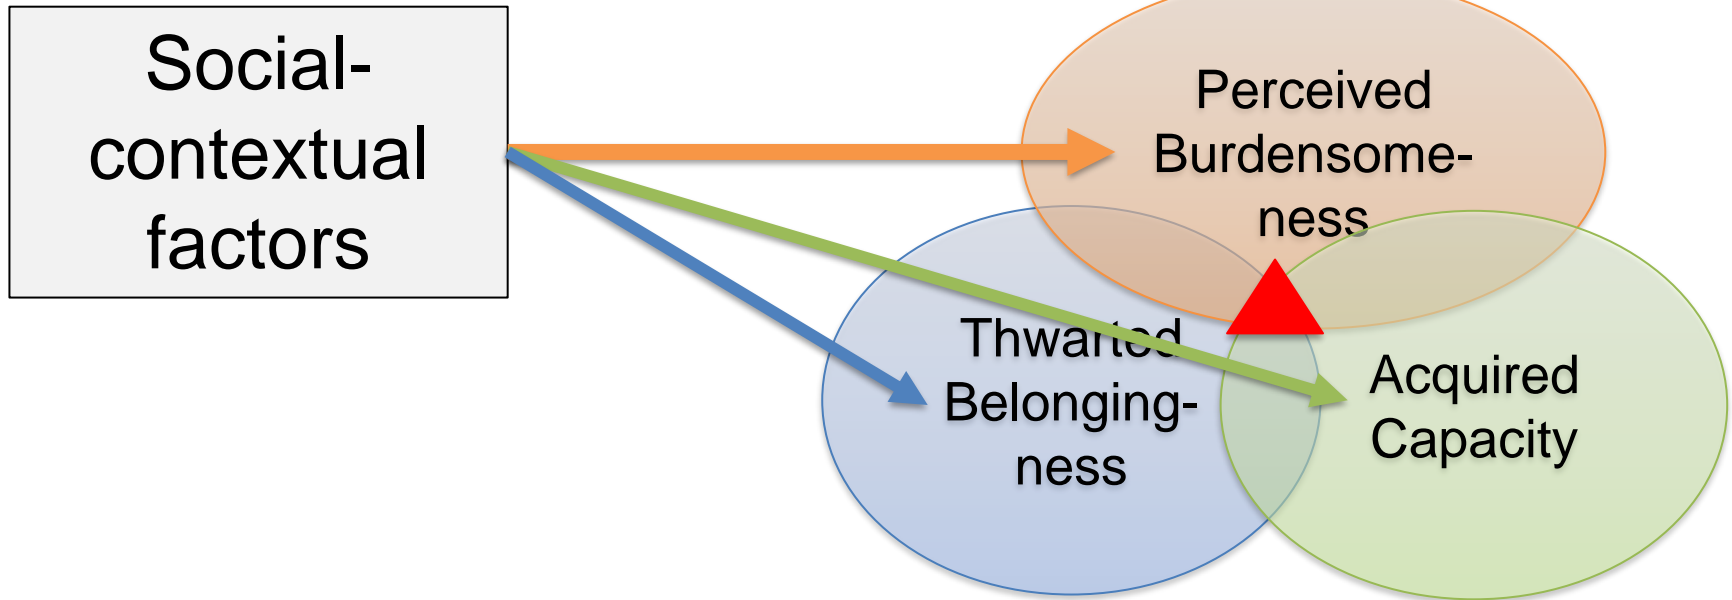 Social-
contextual
factors
Perceived
Burdensome-
ness
Thwarted
Belonging-
ness
Acquired
Capacity